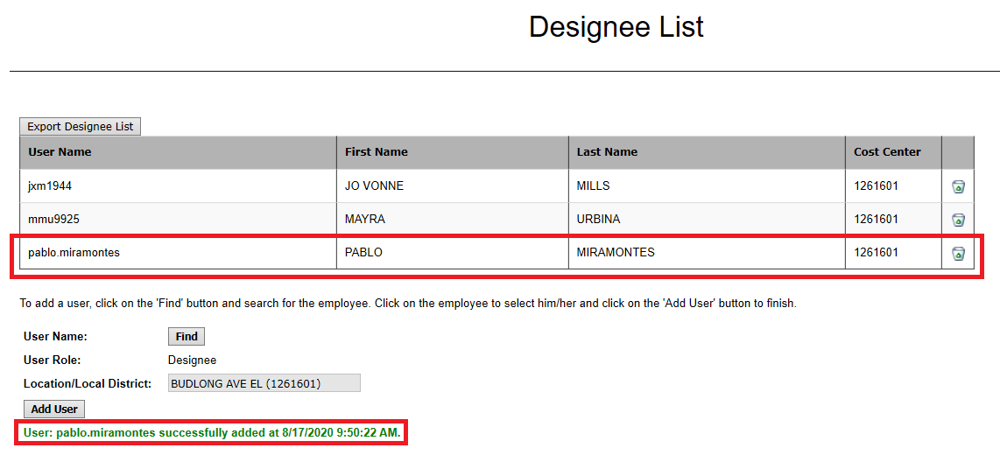 Designee List
Export Designee List
User Name First Name Last Name Cost Center
jxm1944 JO VONNE MILLS 1261601
mmu9925 MAYRA URBINA 1261601
pablo.miramontes PABLO MIRAMONTES 1261601
To add a user, click on the 'Find' button and search for the employee. Click on the employee to select him/her and click on the 'Add User' button to finish.
User Name: Find
User Role: Designee
Location/Local District: BUDLONG AVE EL (1261601)
Add User
User: pablo.miramontes successfully added at 8/17/2020 9:50:22 AM.